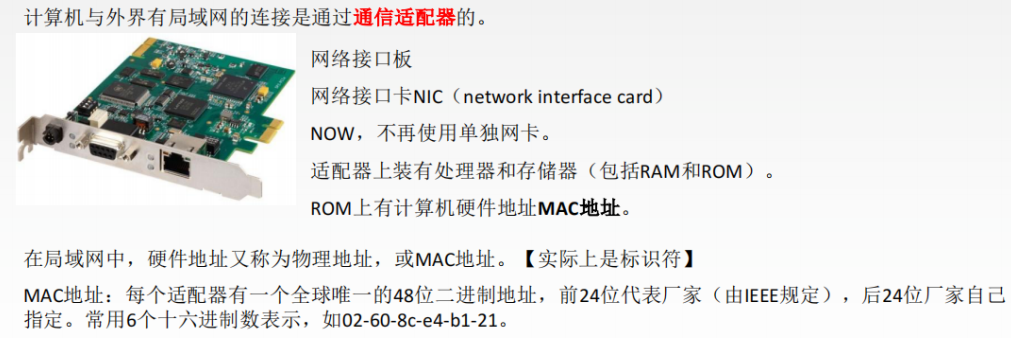 计算机与外界有局域网的连接是通过通信适配器的。
网络接口板
网络接口卡NIC（network interface card）
NOW，不再使用单独网卡。
适配器上装有处理器和存储器（包括RAM和ROM）。
ROM上有计算机硬件地址MAC地址。
在局域网中，硬件地址又称为物理地址，或MAC地址。【实际上是标识符】
MAC地址：每个适配器有一个全球唯一的48位二进制地址，前24位代表厂家（由IEEE规定），后24位厂家自己
指定。常用6个十六进制数表示，如02-60-8c-e4-b1-21。